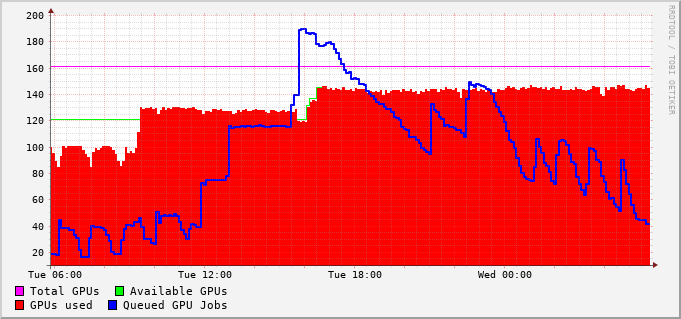 200
180
160
140
120
100
80
60
40
20
Tue 06:00 Tue 12:00 Tue 18:00 Wed 00:00
Total GPUs Available GPUs
GPUs used Queued GPU Jobs
RRDTOOL / TOBI OETIKER